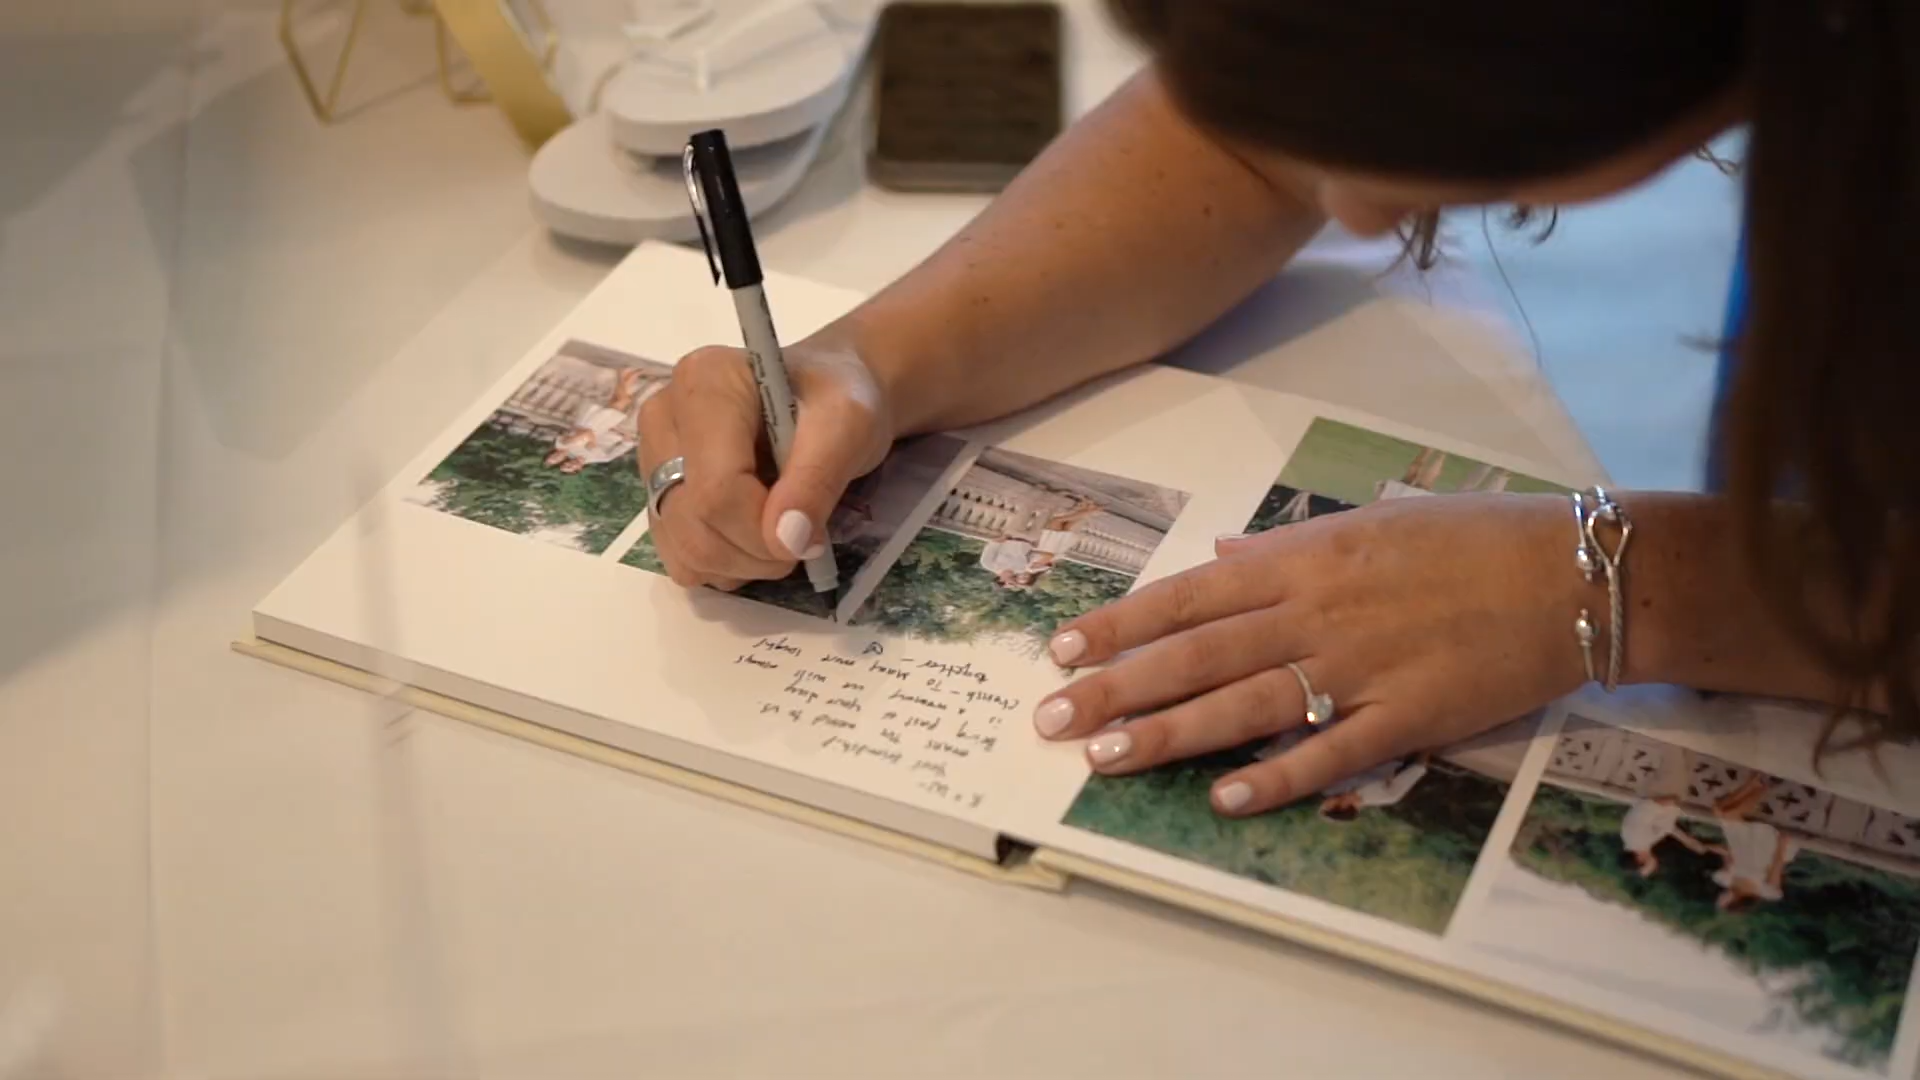 K + W -
Your friendship
means the world to us.
Being part of your day
is a memory we will
cherish - To many more laughs
together -
always